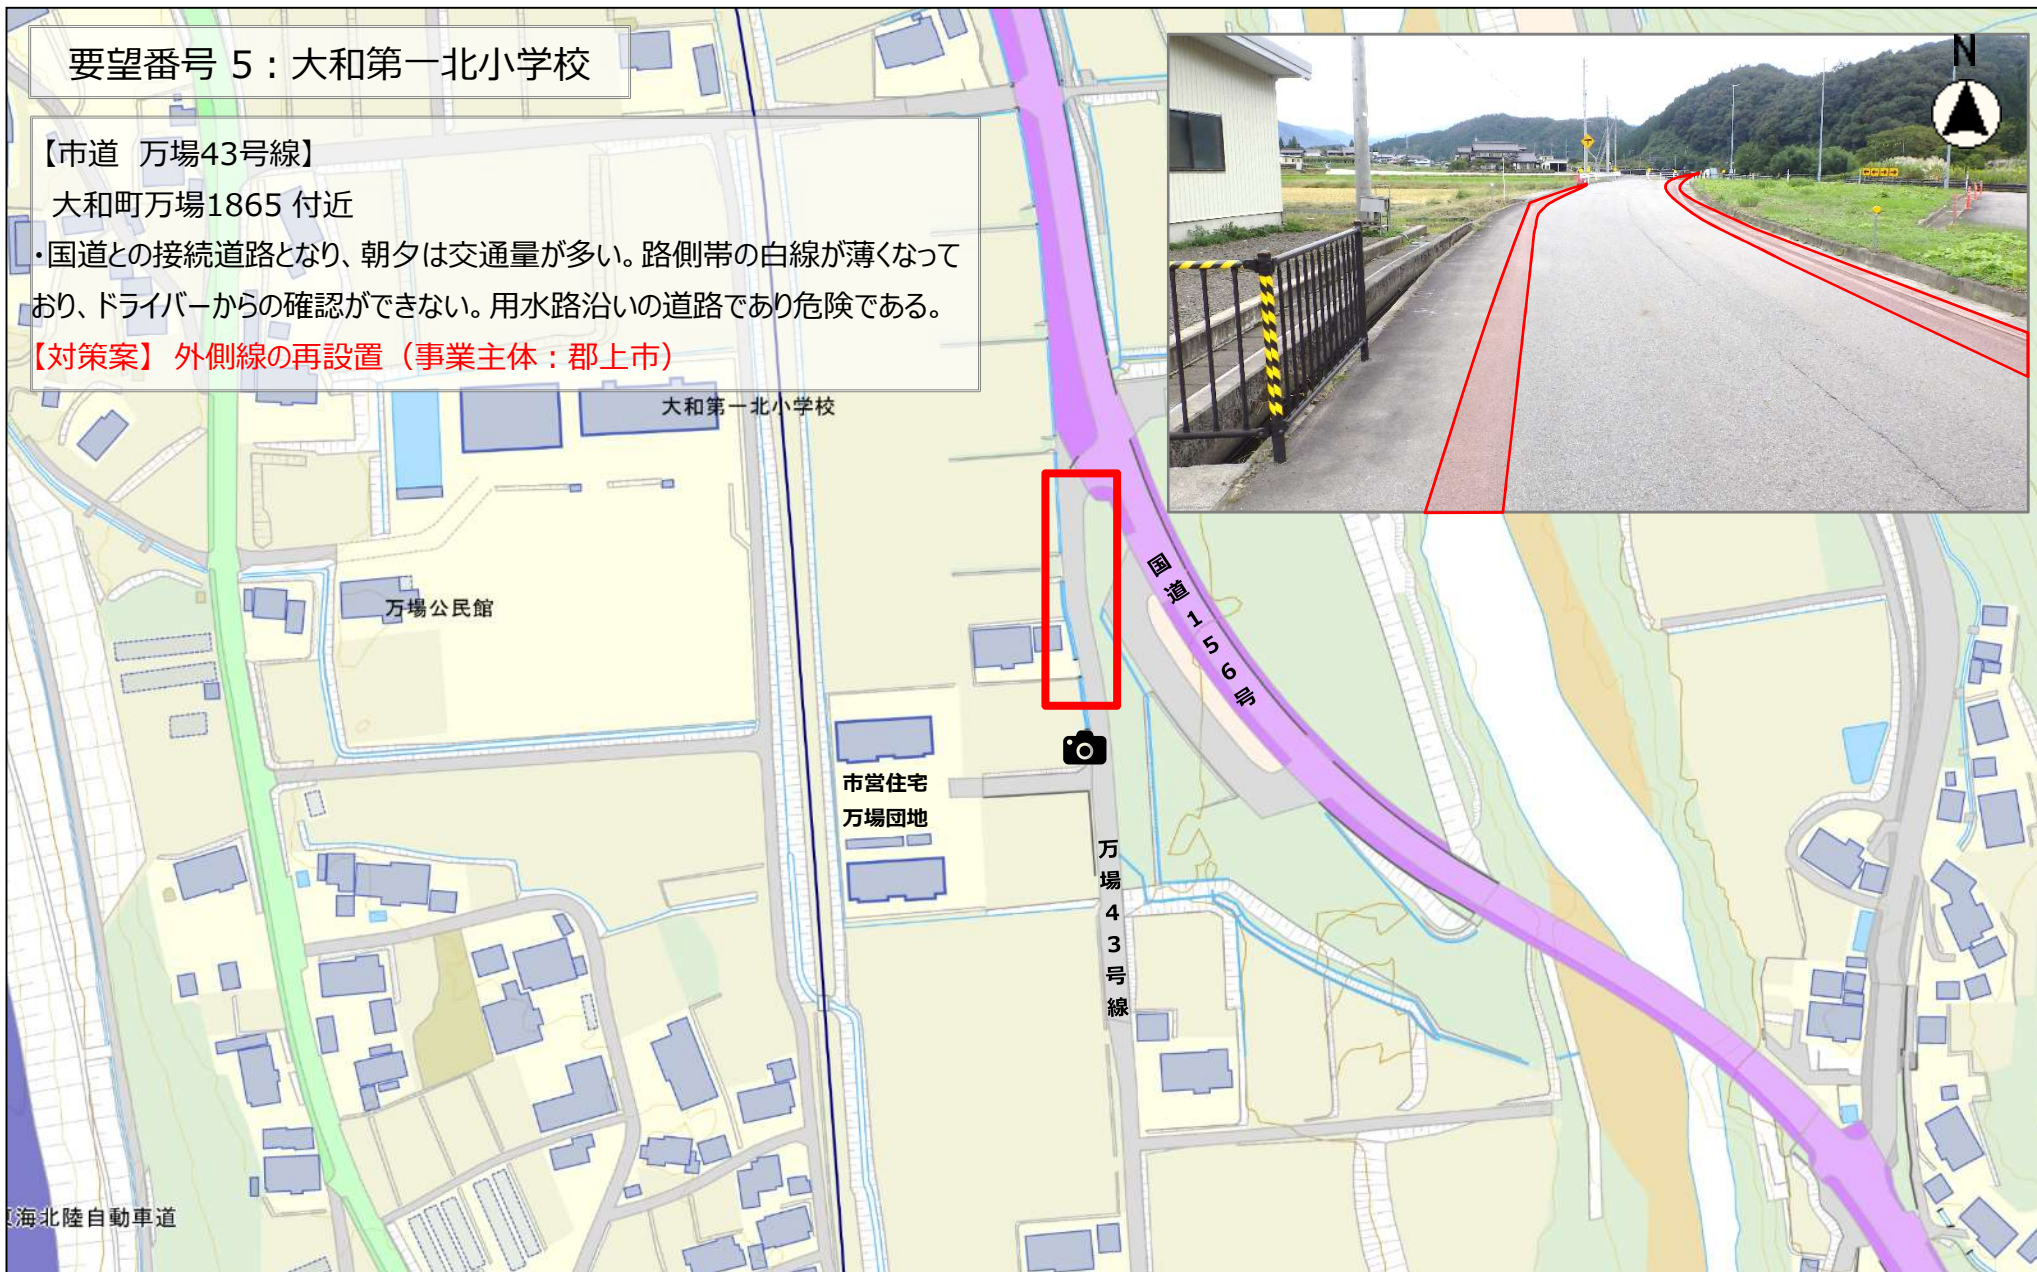 要望番号 5：大和第一北小学校
【市道 万場43号線】
大和町万場1865 付近
・国道との接続道路となり、朝夕は交通量が多い。路側帯の白線が薄くなって
おり、ドライバーからの確認ができない。用水路沿いの道路であり危険である。
【対策案】 外側線の再設置（事業主体：郡上市）
N
大和第一北小学校
万場公民館
国道156号
市営住宅
万場団地
万場43号線
海北陸自動車道